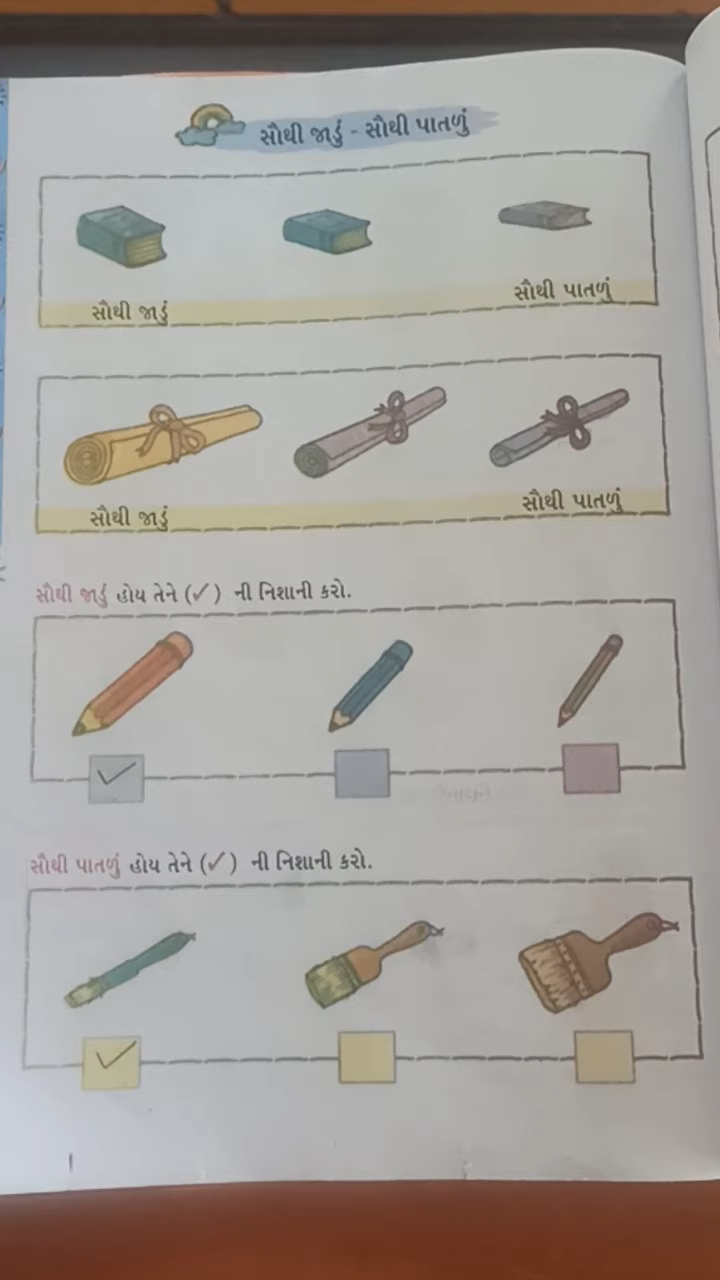 સૌથી જાડું - સૌથી પાતળું
સૌથી જાડું
સૌથી પાતળું
સૌથી જાડું
સૌથી પાતળું
સૌથી જાડું હોય તેને (✓) ની નિશાની કરો.
સૌથી પાતળું હોય તેને (✓) ની નિશાની કરો.